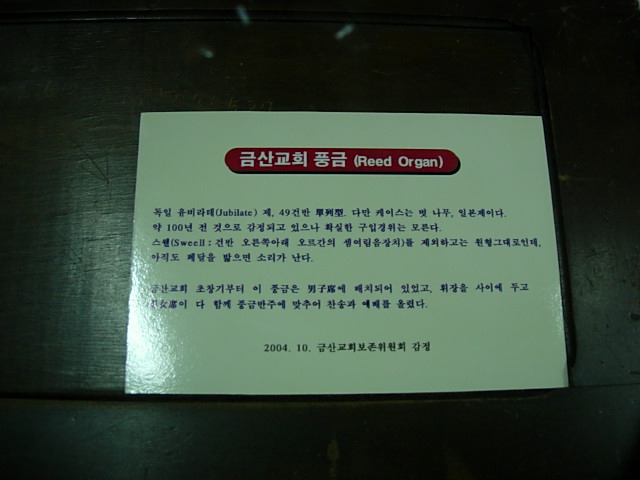 금산교회 풍금 (Reed Organ)
독일 유비라테(Jubilate) 제, 49건반 單列型. 다만 케이스는 벗 나무, 일본제이다.
약 100년 전 것으로 감정되고 있으나 확실한 구입경위는 모른다.
스웰(Sweell:건반 오른쪽아래 오르간의 셈여림음장치)를 제외하고는 원형그대로인데,
아직도 페달을 밟으면 소리가 난다.
금산교회 초창기부터 이 풍금은 男子席에 배치되어 있었고, 휘장을 사이에 두고
女席이 다 함께 풍금반주에 맞추어 찬송과 예배를 올렸다.
2004. 10. 금산교회보존위원회 감정